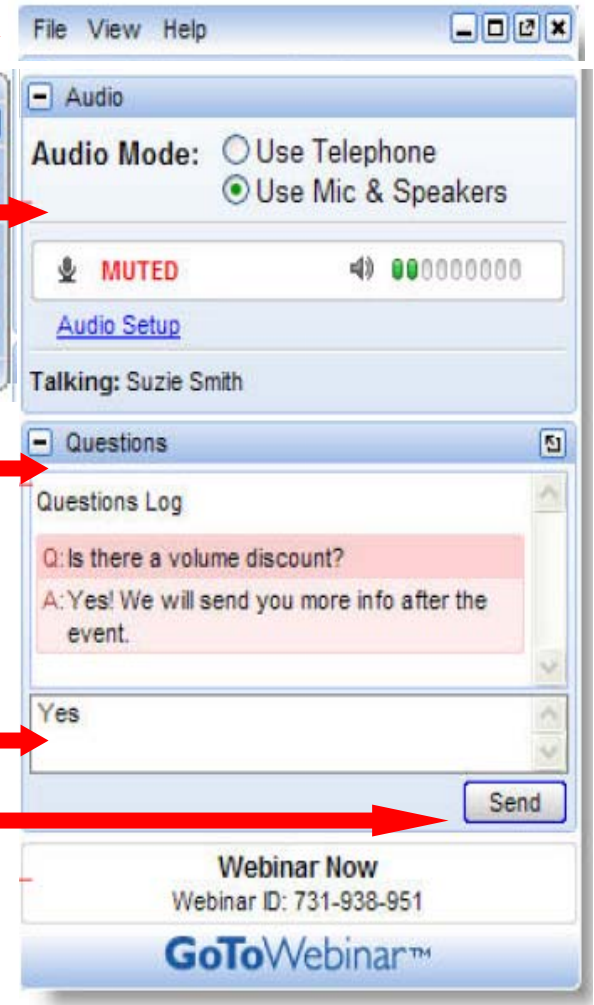 File View Help
Audio
Audio Mode: Use Telephone
Use Mic & Speakers
MUTED
Audio Setup
Talking: Suzie Smith
Questions
Questions Log
Q: Is there a volume discount?
A: Yes! We will send you more info after the
event.
Yes
Send
Webinar Now
Webinar ID: 731-938-951
GoToWebinar™